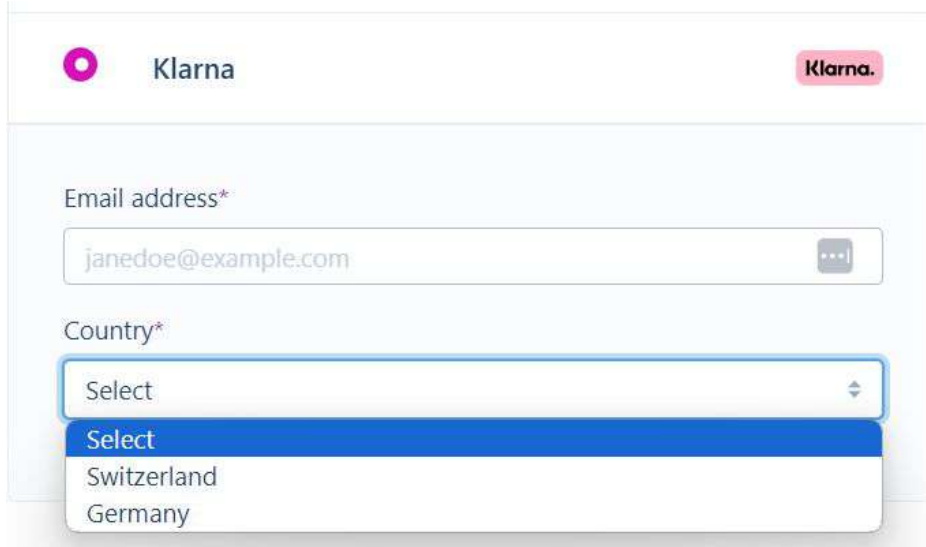 Klarna Klarna.
Email address*
janedoe@example.com
Country*
Select
Select
Switzerland
Germany